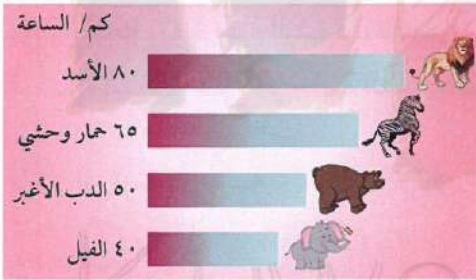 كم/ الساعة
٨٠ الأسد
٦٥ حمار وحشي
٥٠ الدب الأغبر
٤٠ الفيل